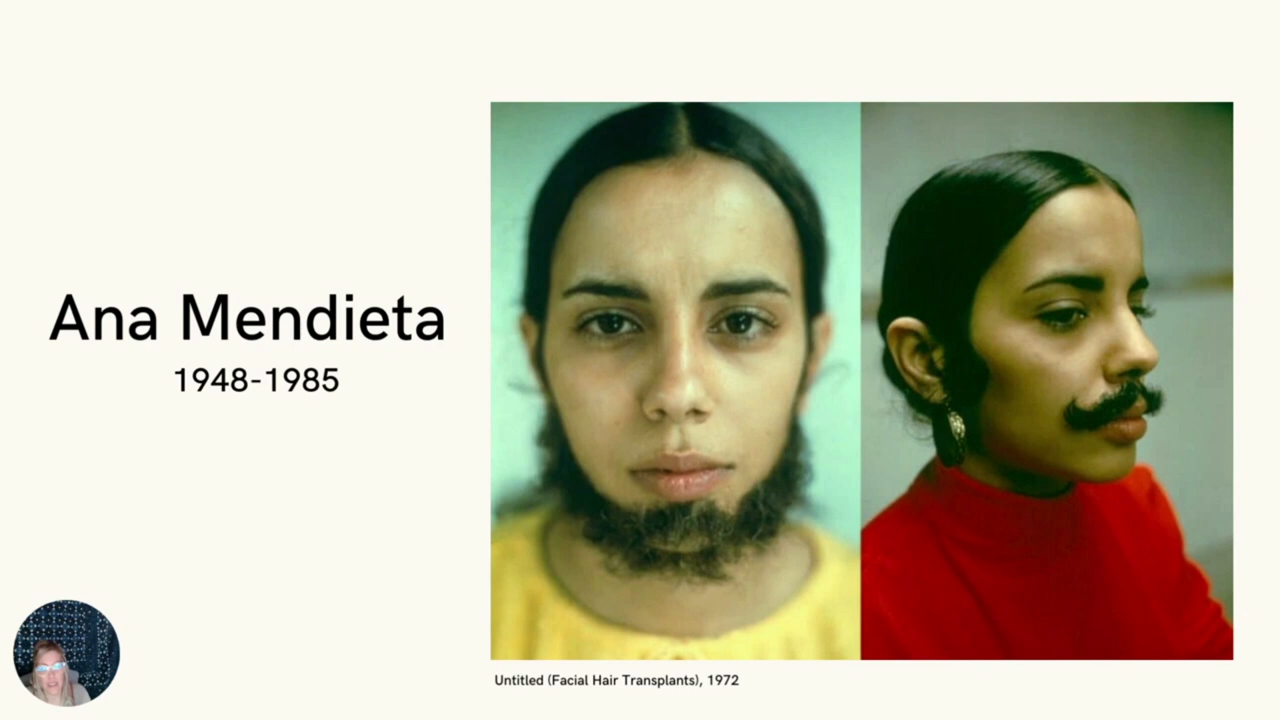 Ana Mendieta
1948-1985
Untitled (Facial Hair Transplants), 1972